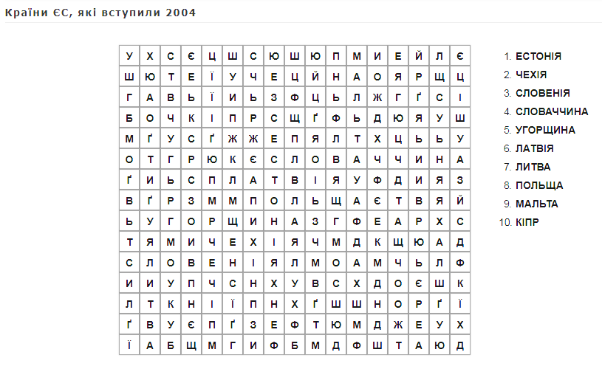 Країни ЄС, які вступили 2004
У Х С Є Ц Ш С Ю Ш Ю П М И Е Й Л Є
Ш Ю Т Е Ї У Ч Е Ц Й Н А О Я Р Щ Ц
Г А В Ь Ї И Ь З Ф Ц Ь Л Ж Г Ґ С І
Б О Ч К І П Р С Щ Ґ Ф Ь Д Ю Я У Ш
М Ґ У С Ґ Ж Ж Е П Я Л Т Х Ц Ь Ь У
О Т Г Р Ю К Є С Л О В А Ч Ч И Н А
Ґ И Ь С П Л А Т В І Я У Ф Д И Я З
В Ґ Р З М М П О Л Ь Щ А Є Т В Я Й
Ь У Г О Р Щ И Н А З Г Ф Е А Р Х С
Т Я М И Ч Е Х І Я Ч М Д К Щ Ю А Д
С Л О В Е Н І Я Л М О А М Ч Ь Л Ф
И И У П Ч С Н Х У В С Х Д О Є Ш К
Л Т К Н І Ї П Н Х Ґ Ш Ш Н О Р Ґ Ї
Ґ В У Є П Ґ З Е Ф Т Ю М Д Ж Е У Х
Ї А Б Щ М Г И Ф Б М Д Ф Ш Т А Ю Д
1. ЕСТОНІЯ
2. ЧЕХІЯ
3. СЛОВЕНІЯ
4. СЛОВАЧЧИНА
5. УГОРЩИНА
6. ЛАТВІЯ
7. ЛИТВА
8. ПОЛЬЩА
9. МАЛЬТА
10. КІПР